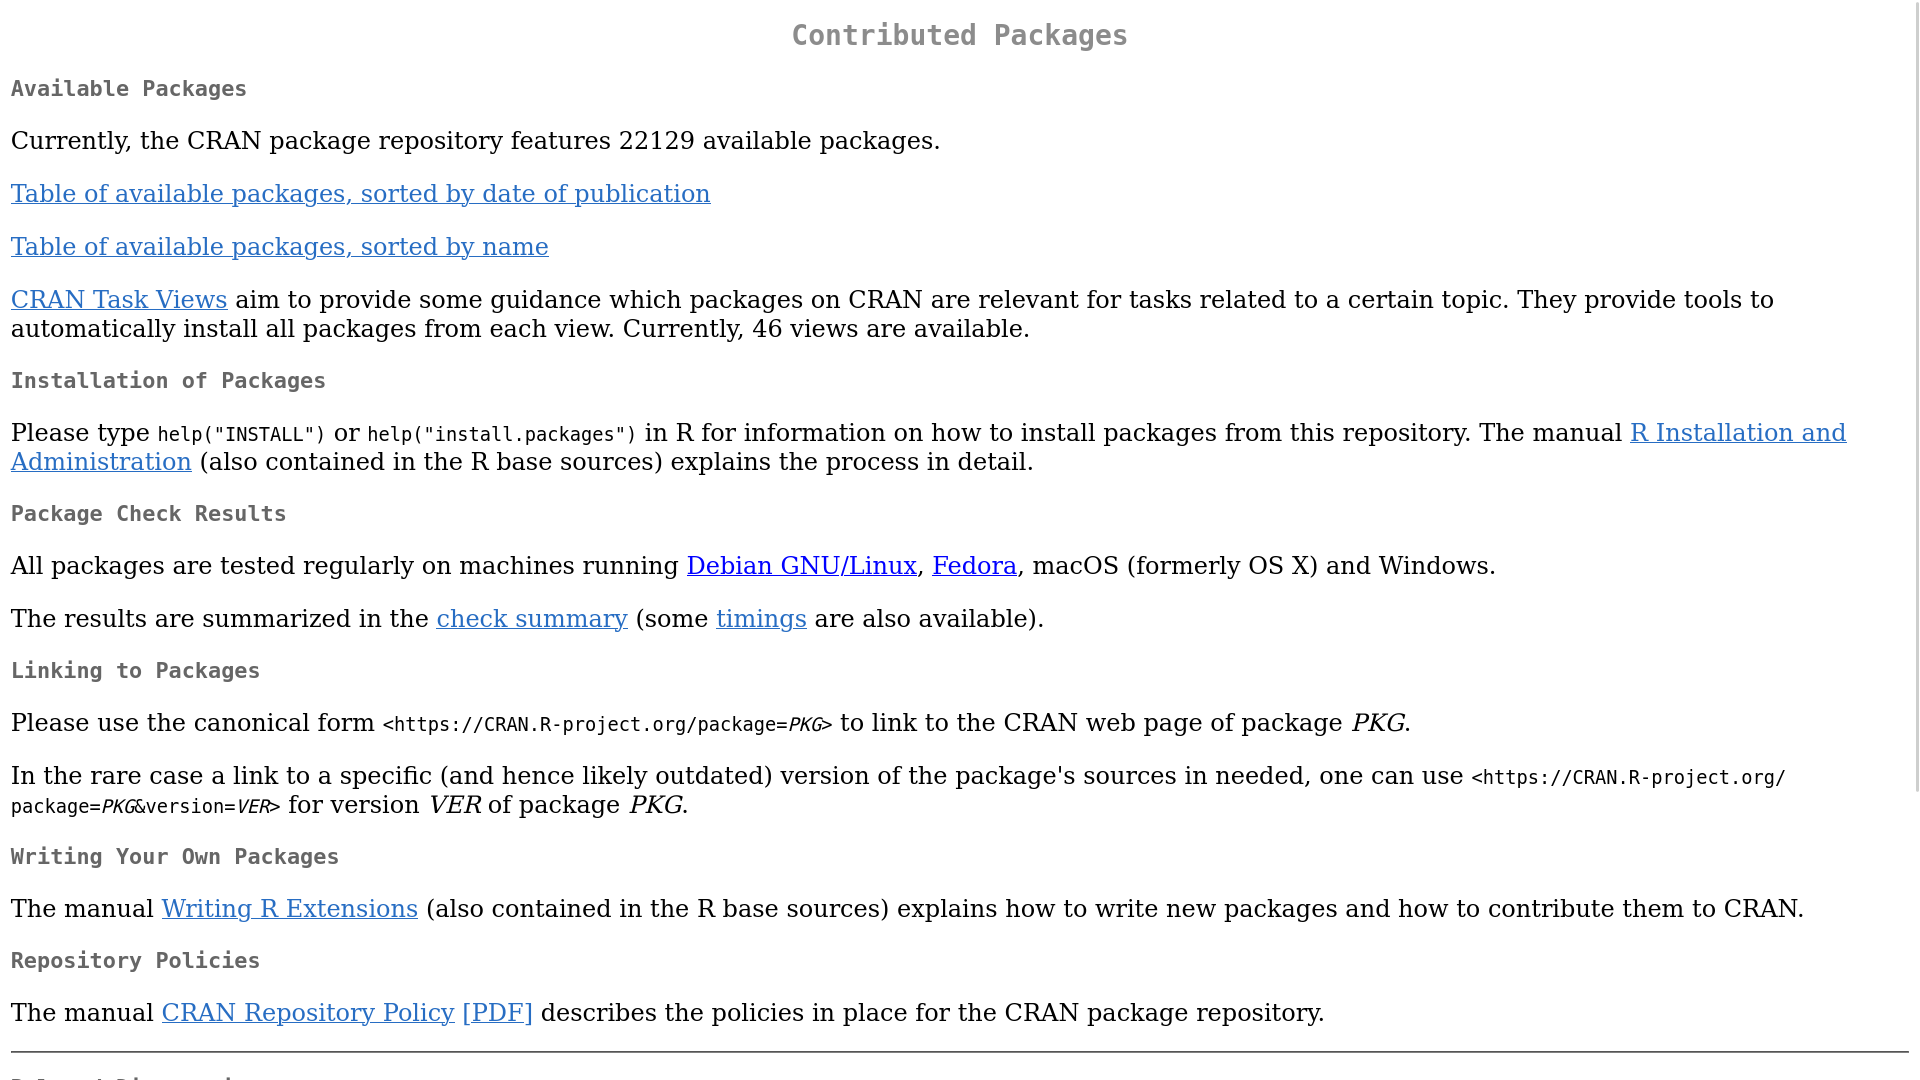 Contributed Packages
Available Packages
Currently, the CRAN package repository features 22129 available packages.
Table of available packages, sorted by date of publication
Table of available packages, sorted by name
CRAN Task Views aim to provide some guidance which packages on CRAN are relevant for tasks related to a certain topic. They provide tools to
automatically install all packages from each view. Currently, 46 views are available.
Installation of Packages
Please type help("INSTALL") or help("install.packages") in R for information on how to install packages from this repository. The manual R Installation and
Administration (also contained in the R base sources) explains the process in detail.
Package Check Results
All packages are tested regularly on machines running Debian GNU/Linux, Fedora, macOS (formerly OS X) and Windows.
The results are summarized in the check summary (some timings are also available).
Linking to Packages
Please use the canonical form <https://CRAN.R-project.org/package=PKG> to link to the CRAN web page of package PKG.
In the rare case a link to a specific (and hence likely outdated) version of the package's sources in needed, one can use <https://CRAN.R-project.org/
package=PKG&version=VER> for version VER of package PKG.
Writing Your Own Packages
The manual Writing R Extensions (also contained in the R base sources) explains how to write new packages and how to contribute them to CRAN.
Repository Policies
The manual CRAN Repository Policy [PDF] describes the policies in place for the CRAN package repository.